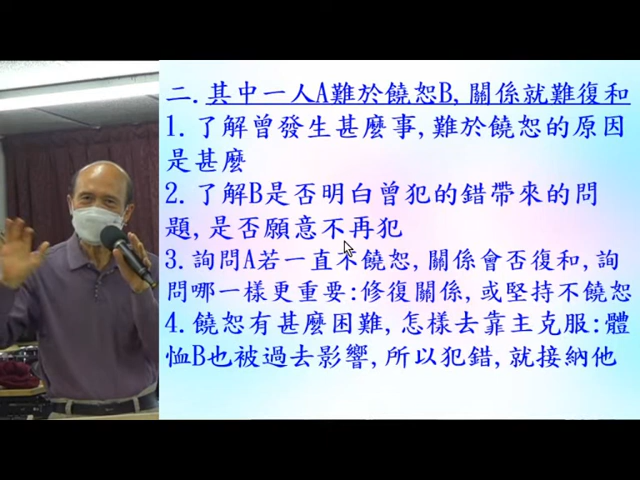 二.其中一人A難於饒恕B,關係就難復和
1.了解曾發生甚麼事,難於饒恕的原因
是甚麼
2.了解B是否明白曾犯的錯帶來的問
題,是否願意不再犯
3.詢問A若一直不饒恕,關係會否復和,詢
問哪一樣更重要:修復關係,或堅持不饒恕
4.饒恕有甚麼困難,怎樣去靠主克服:體
恤B也被過去影響,所以犯錯,就接納他